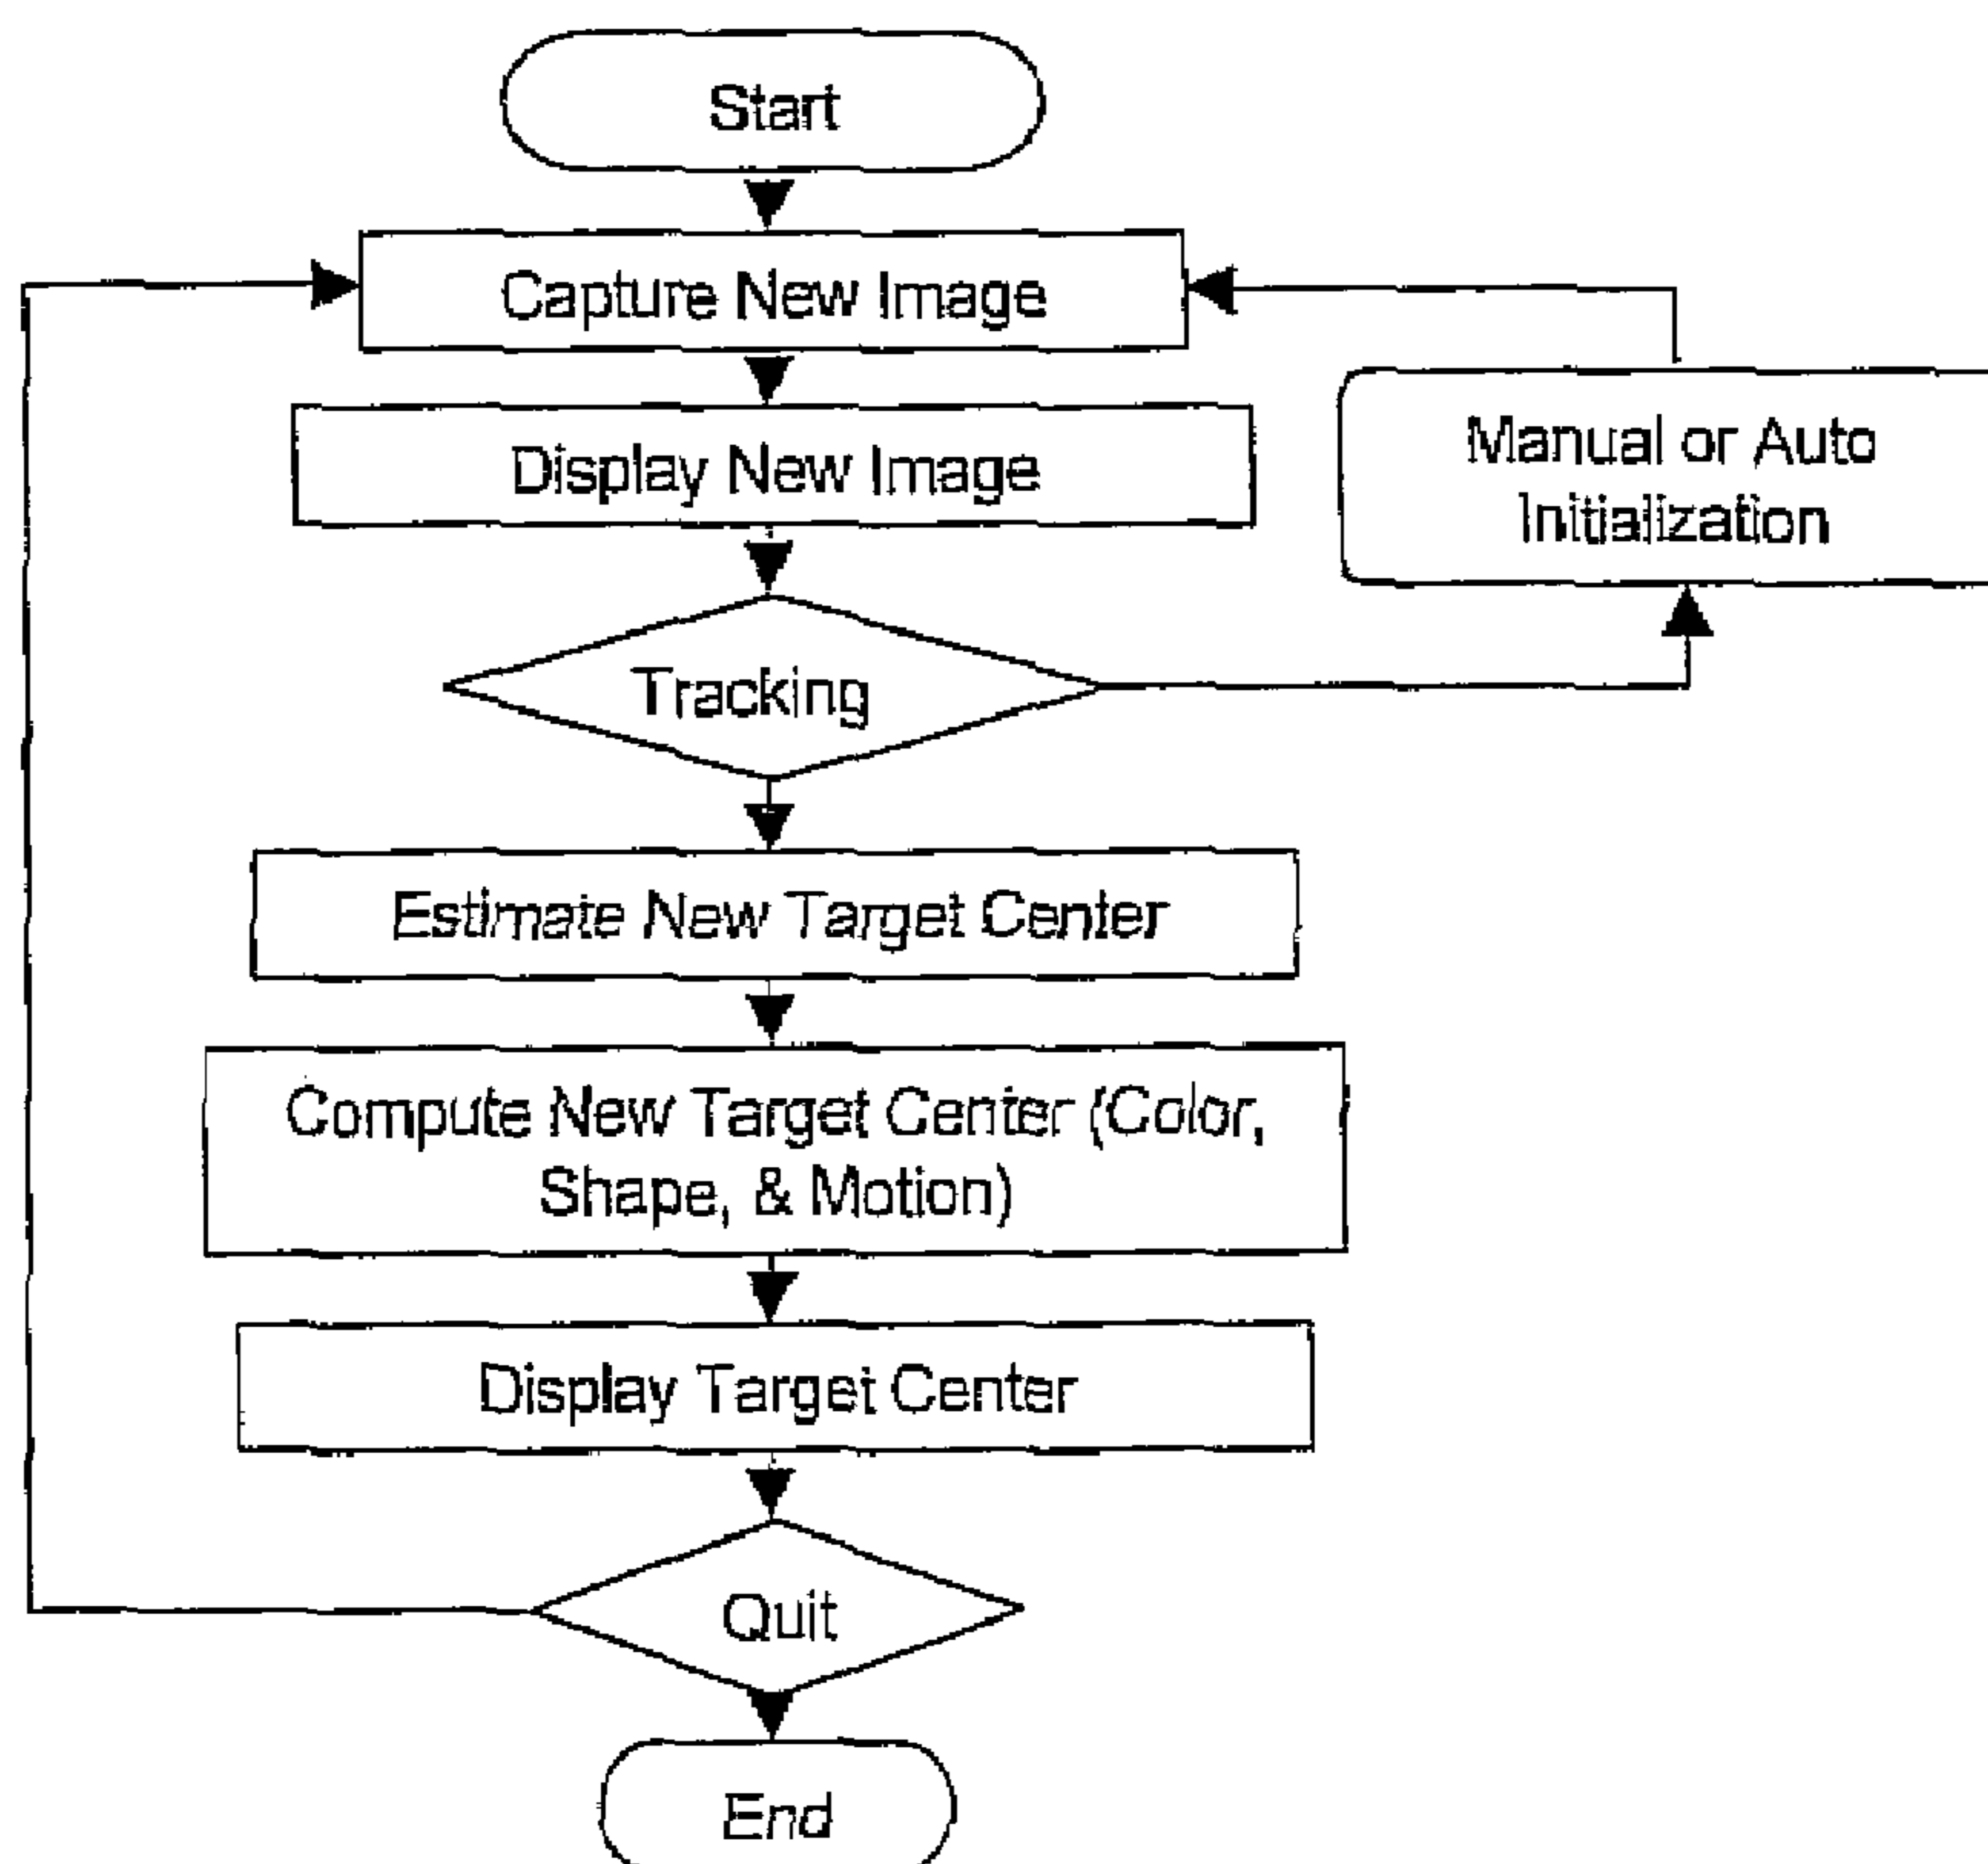 Start
Capture New Image
Display New Image
Manual or Auto
Initialization
Tracking
Estimate New Target Center
Compute New Target Center (Color,
Shape, & Motion)
Display Target Center
Quit
End